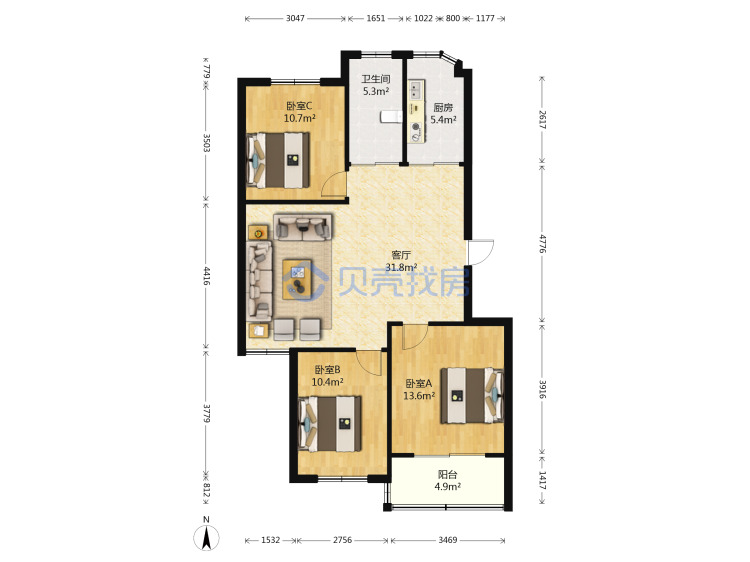 3047
1651
1022
800
1177
779
3503
4416
3779
812
2617
4776
3916
1417
卫生间
5.3m²
厨房
5.4m²
卧室C
10.7m²
客厅
31.8m²
贝壳找房
卧室B
10.4m²
卧室A
13.6m²
阳台
4.9m²
N
1532
2756
3469